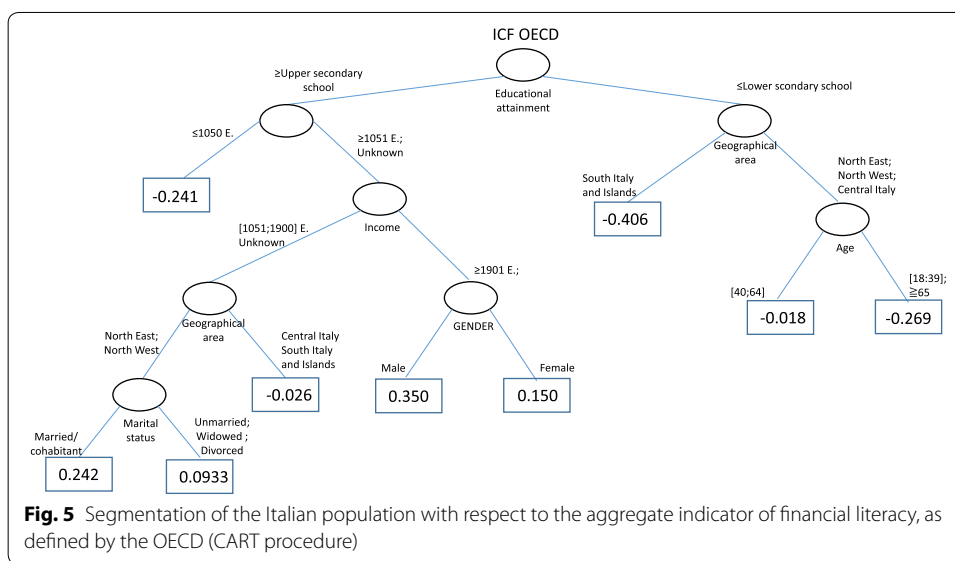 ICF OECD
≥Upper secondary
school
Educational
attainment
≤Lower scondary school
≤1050 E.
≥1051 E.;
Unknown
Geographical
area
-0.241
South Italy
and Islands
North East;
North West;
Central Italy
-0.406
Income
[1051;1900] E.
Unknown
Age
≥1901 E.;
[40;64]
[18:39];
≧65
-0.018
-0.269
Geographical
area
GENDER
North East;
North West
Central Italy
South Italy
and Islands
-0.026
Male
Female
0.350
0.150
Marital
status
Married/
cohabitant
Unmarried;
Widowed ;
Divorced
0.242
0.0933
Fig. 5 Segmentation of the Italian population with respect to the aggregate indicator of financial literacy, as
defined by the OECD (CART procedure)